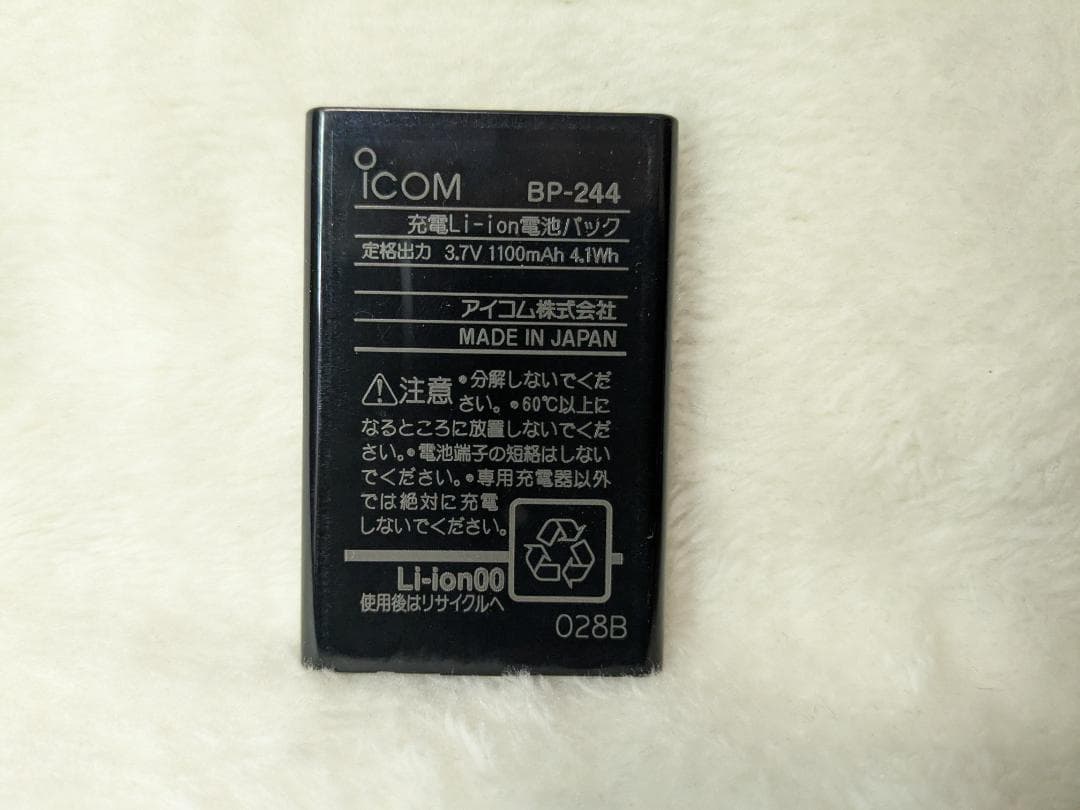 iCOM BP-244
充電Li-ion電池パック
定格出力 3.7V 1100mAh 4.1Wh
アイコム株式会社
MADE IN JAPAN
⚠注意 •分解しないでくだ
さい。•60℃以上に
なるところに放置しないでくだ
さい。•電池端子の短絡はしない
でください。•専用充電器以外
では絶対に充電
しないでください。
Li-ion00
使用後はリサイクルへ
028B